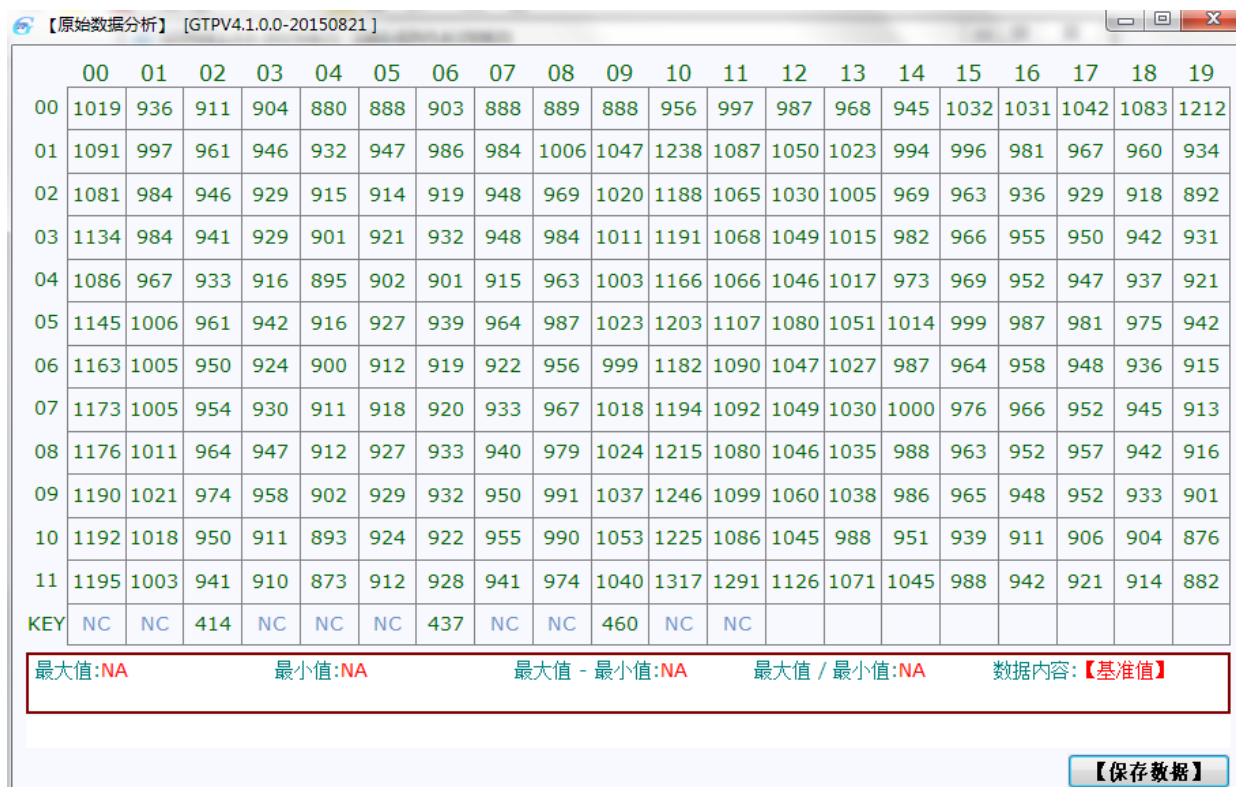 【原始数据分析】 [GTPV4.1.0.0-20150821 ]
00 01 02 03 04 05 06 07 08 09 10 11 12 13 14 15 16 17 18 19
00 1019 936 911 904 880 888 903 888 889 888 956 997 987 968 945 1032 1031 1042 1083 1212
01 1091 997 961 946 932 947 986 984 1006 1047 1238 1087 1050 1023 994 996 981 967 960 934
02 1081 984 946 929 915 914 919 948 969 1020 1188 1065 1030 1005 969 963 936 929 918 892
03 1134 984 941 929 901 921 932 948 984 1011 1191 1068 1049 1015 982 966 955 950 942 931
04 1086 967 933 916 895 902 901 915 963 1003 1166 1066 1046 1017 973 969 952 947 937 921
05 1145 1006 961 942 916 927 939 964 987 1023 1203 1107 1080 1051 1014 999 987 981 975 942
06 1163 1005 950 924 900 912 919 922 956 999 1182 1090 1047 1027 987 964 958 948 936 915
07 1173 1005 954 930 911 918 920 933 967 1018 1194 1092 1049 1030 1000 976 966 952 945 913
08 1176 1011 964 947 912 927 933 940 979 1024 1215 1080 1046 1035 988 963 952 957 942 916
09 1190 1021 974 958 902 929 932 950 991 1037 1246 1099 1060 1038 986 965 948 952 933 901
10 1192 1018 950 911 893 924 922 955 990 1053 1225 1086 1045 988 951 939 911 906 904 876
11 1195 1003 941 910 873 912 928 941 974 1040 1317 1291 1126 1071 1045 988 942 921 914 882
KEY NC NC 414 NC NC NC 437 NC NC 460 NC NC
最大值:NA 最小值:NA 最大值 - 最小值:NA 最大值 / 最小值:NA 数据内容:【基准值】
【保存数据】